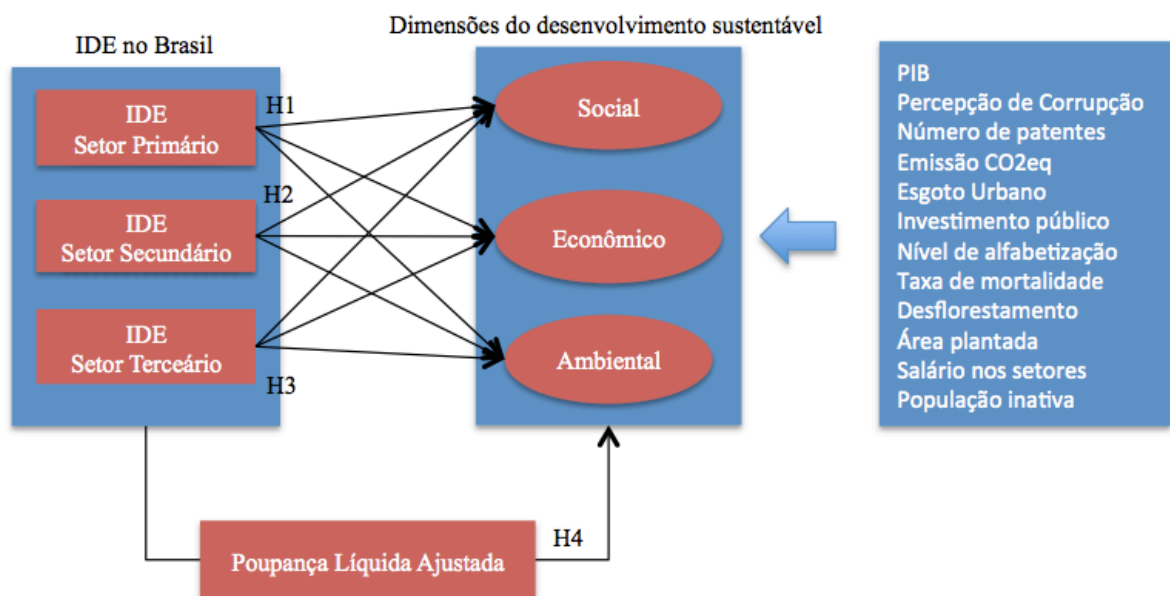 IDE no Brasil
IDE
Setor Primário
IDE
Setor Secundário
IDE
Setor Terceário
H1
H2
H3
Dimensões do desenvolvimento sustentável
Social
Econômico
Ambiental
PIB
Percepção de Corrupção
Número de patentes
Emissão CO2eq
Esgoto Urbano
Investimento público
Nível de alfabetização
Taxa de mortalidade
Desflorestamento
Área plantada
Salário nos setores
População inativa
Poupança Líquida Ajustada
H4